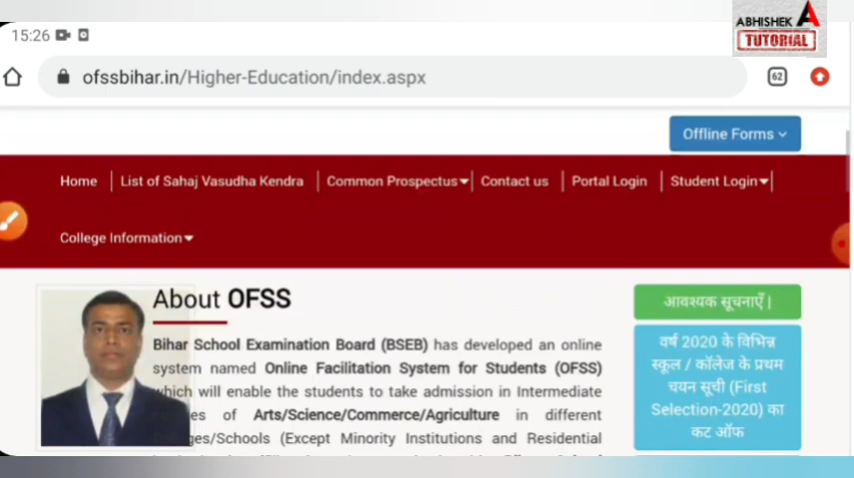 ABHISHEK A
TUTORIAL
15:26
ofssbihar.in/Higher-Education/index.aspx
62
Offline Forms
Home
List of Sahaj Vasudha Kendra
Common Prospectus
Contact us
Portal Login
Student Login
College Information
About OFSS
Bihar School Examination Board (BSEB) has developed an online
system named Online Facilitation System for Students (OFSS)
which will enable the students to take admission in Intermediate
of Arts/Science/Commerce/Agriculture in different
(Except Minority Institutions and Residential
आवश्यक सूचनाएँ |
वर्ष 2020 के विभिन्न
स्कूल / कॉलेज के प्रथम
चयन सूची (First
Selection-2020) का
कट ऑफ